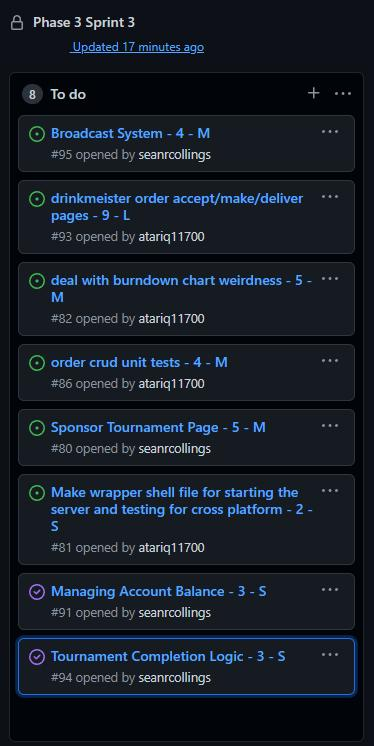 Phase 3 Sprint 3
Updated 17 minutes ago
8 To do
Broadcast System - 4 - M
#95 opened by seanrcollings
drinkmeister order accept/make/deliver
pages - 9 - L
#93 opened by atariq11700
deal with burndown chart weirdness - 5 -
M
#82 opened by atariq11700
order crud unit tests - 4 - M
#86 opened by atariq11700
Sponsor Tournament Page - 5 - M
#80 opened by seanrcollings
Make wrapper shell file for starting the
server and testing for cross platform - 2 -
S
#81 opened by atariq11700
Managing Account Balance - 3 - S
#91 opened by seanrcollings
Tournament Completion Logic - 3 - S
#94 opened by seanrcollings